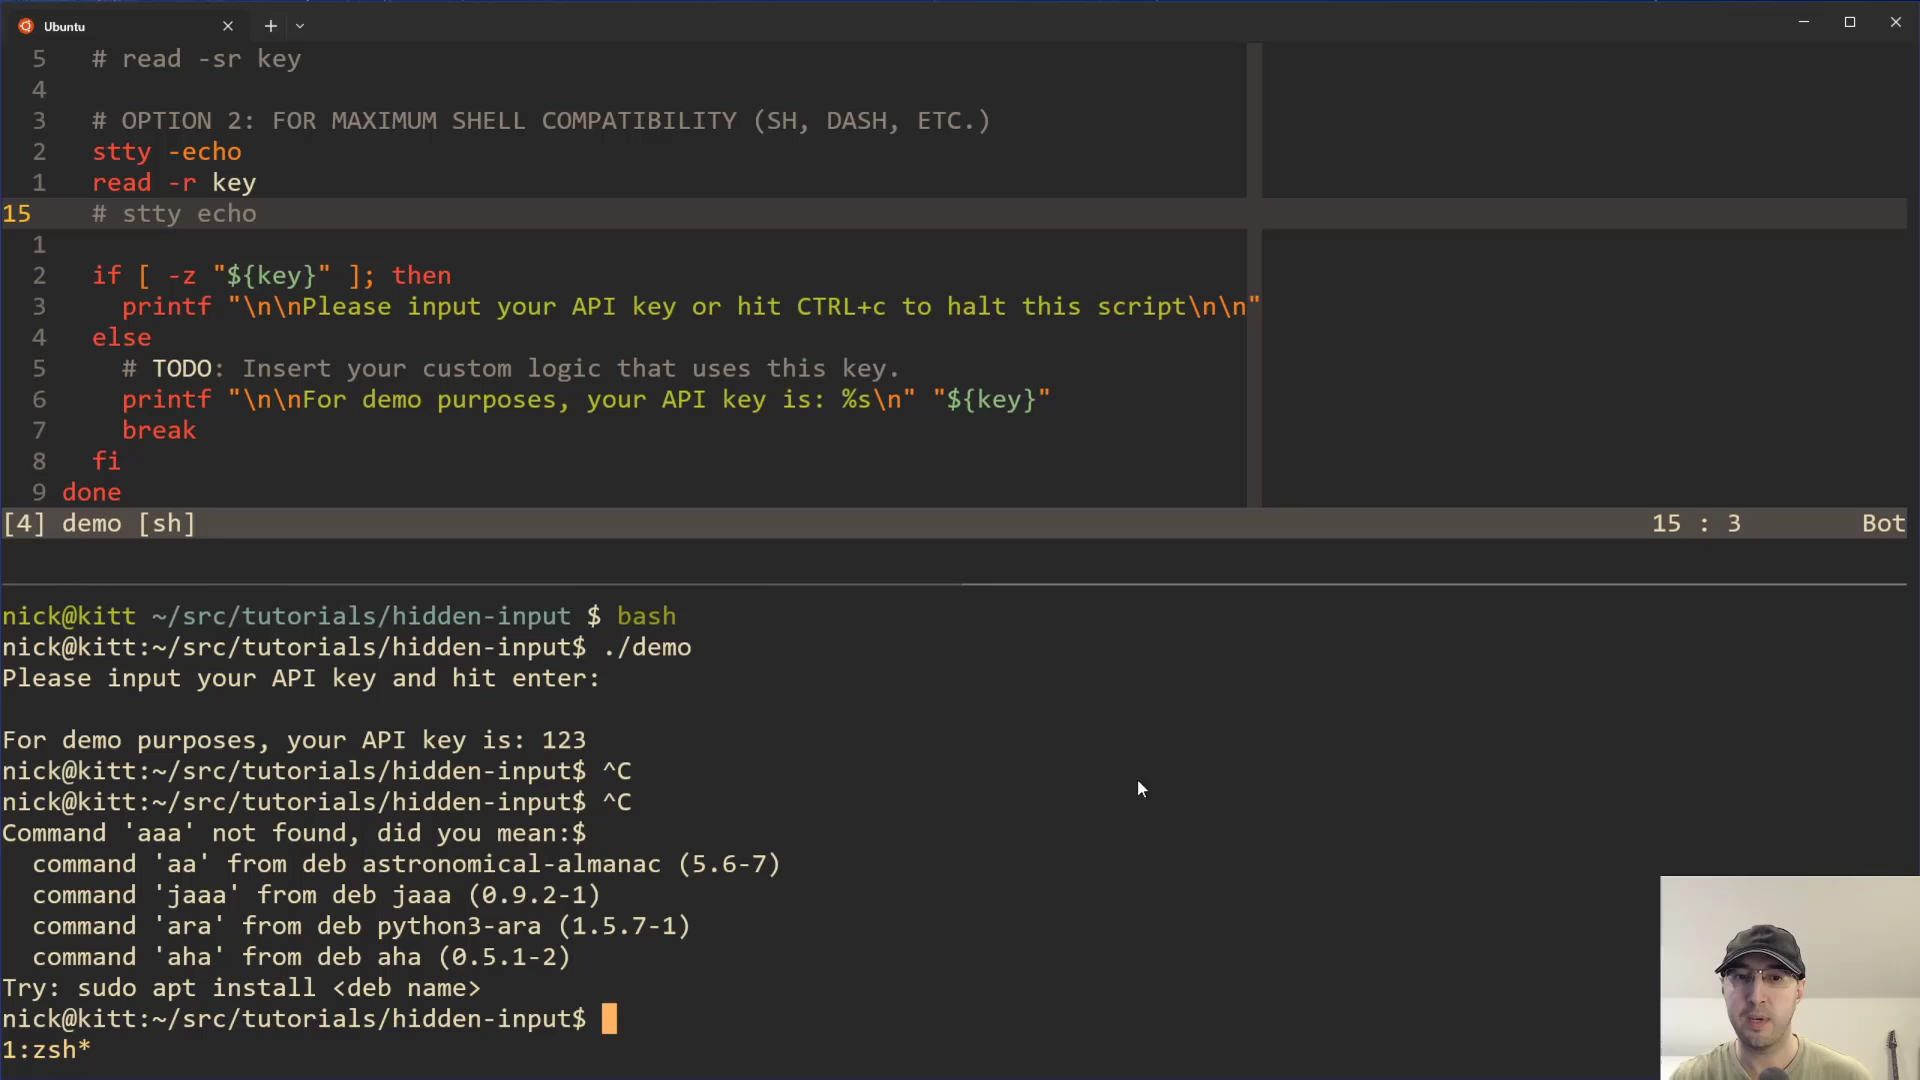 Ubuntu
5 # read -sr key
4
3 # OPTION 2: FOR MAXIMUM SHELL COMPATIBILITY (SH, DASH, ETC.)
2 stty -echo
1 read -r key
15 # stty echo
1
2 if [ -z "${key}" ]; then
3 printf "\n\nPlease input your API key or hit CTRL+c to halt this script\n\n"
4 else
5 # TODO: Insert your custom logic that uses this key.
6 printf "\n\nFor demo purposes, your API key is: %s\n" "${key}"
7 break
8 fi
9 done
[4] demo [sh] 15 : 3 Bot
nick@kitt ~/src/tutorials/hidden-input $ bash
nick@kitt:~/src/tutorials/hidden-input$ ./demo
Please input your API key and hit enter:
For demo purposes, your API key is: 123
nick@kitt:~/src/tutorials/hidden-input$ ^C
nick@kitt:~/src/tutorials/hidden-input$ ^C
Command 'aaa' not found, did you mean:$
command 'aa' from deb astronomical-almanac (5.6-7)
command 'jaaa' from deb jaaa (0.9.2-1)
command 'ara' from deb python3-ara (1.5.7-1)
command 'aha' from deb aha (0.5.1-2)
Try: sudo apt install <deb name>
nick@kitt:~/src/tutorials/hidden-input$
1:zsh*